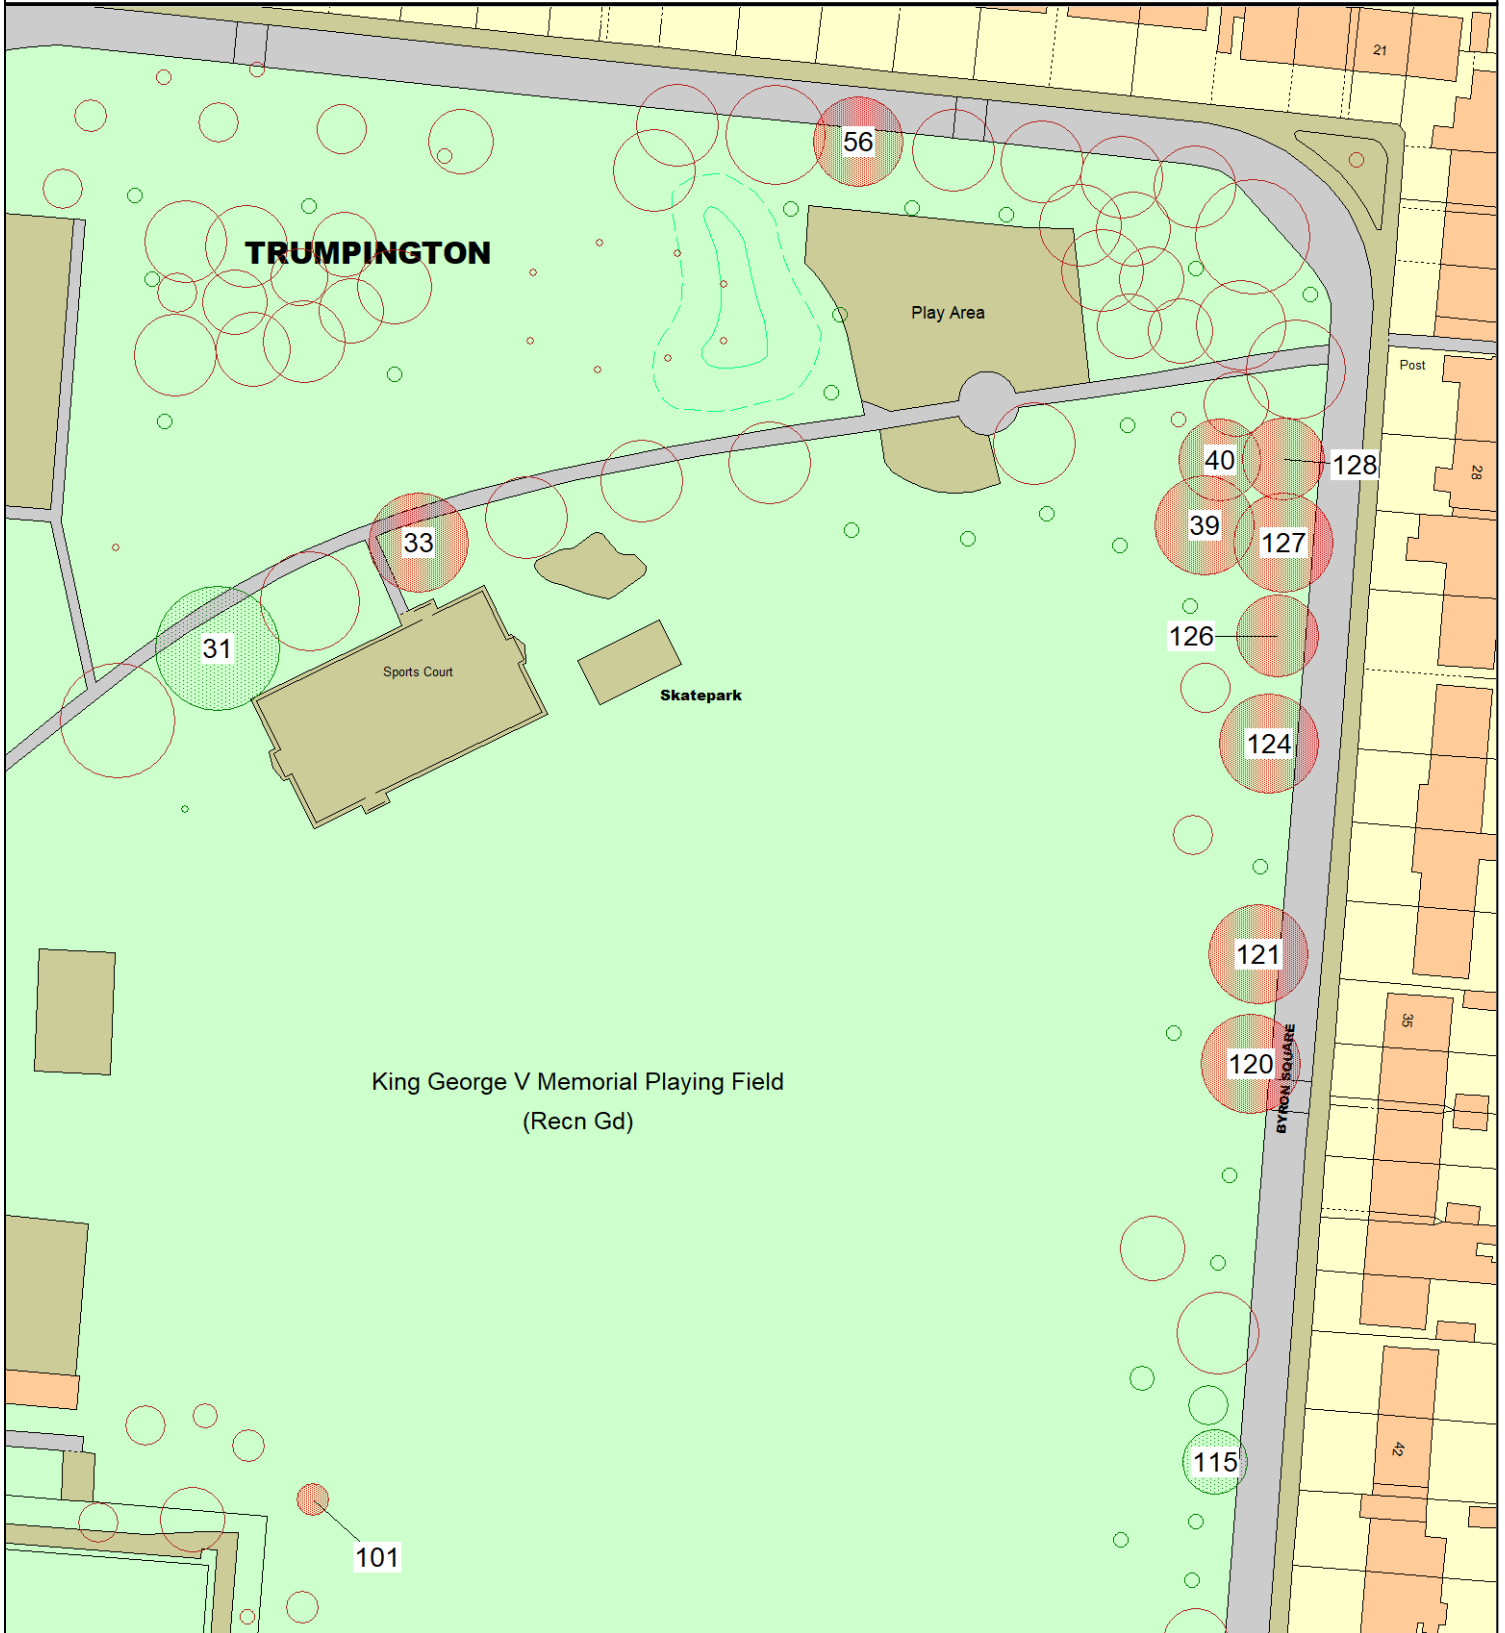 21
56
TRUMPINGTON
Play Area
Post
40
128
28
39
127
33
126
31
Sports Court
Skatepark
124
121
35
120
BYRON SQUARE
King George V Memorial Playing Field
(Recn Gd)
42
115
101